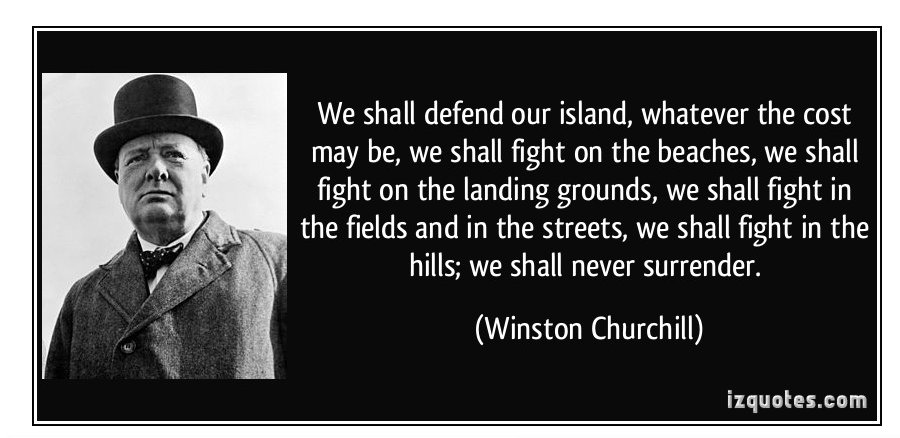 We shall defend our island, whatever the cost
may be, we shall fight on the beaches, we shall
fight on the landing grounds, we shall fight in
the fields and in the streets, we shall fight in the
hills; we shall never surrender.
(Winston Churchill)
izquotes.com